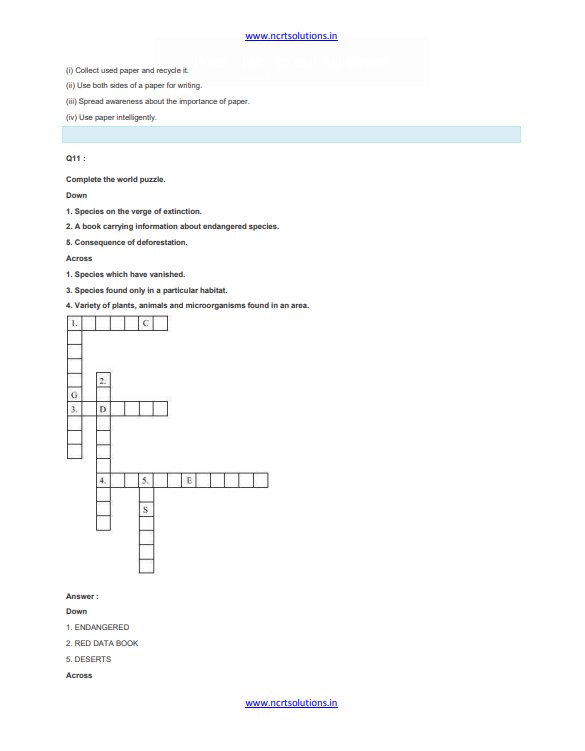 www.ncrtsolutions.in
(i) Collect used paper and recycle it.
(ii) Use both sides of a paper for writing.
(iii) Spread awareness about the importance of paper.
(iv) Use paper intelligently.
Q11 :
Complete the world puzzle.
Down
1. Species on the verge of extinction.
2. A book carrying information about endangered species.
5. Consequence of deforestation.
Across
1. Species which have vanished.
3. Species found only in a particular habitat.
4. Variety of plants, animals and microorganisms found in an area.
1. C
2.
G
3. D
4. 5. E
S
Answer :
Down
1. ENDANGERED
2. RED DATA BOOK
5. DESERTS
Across
www.ncrtsolutions.in